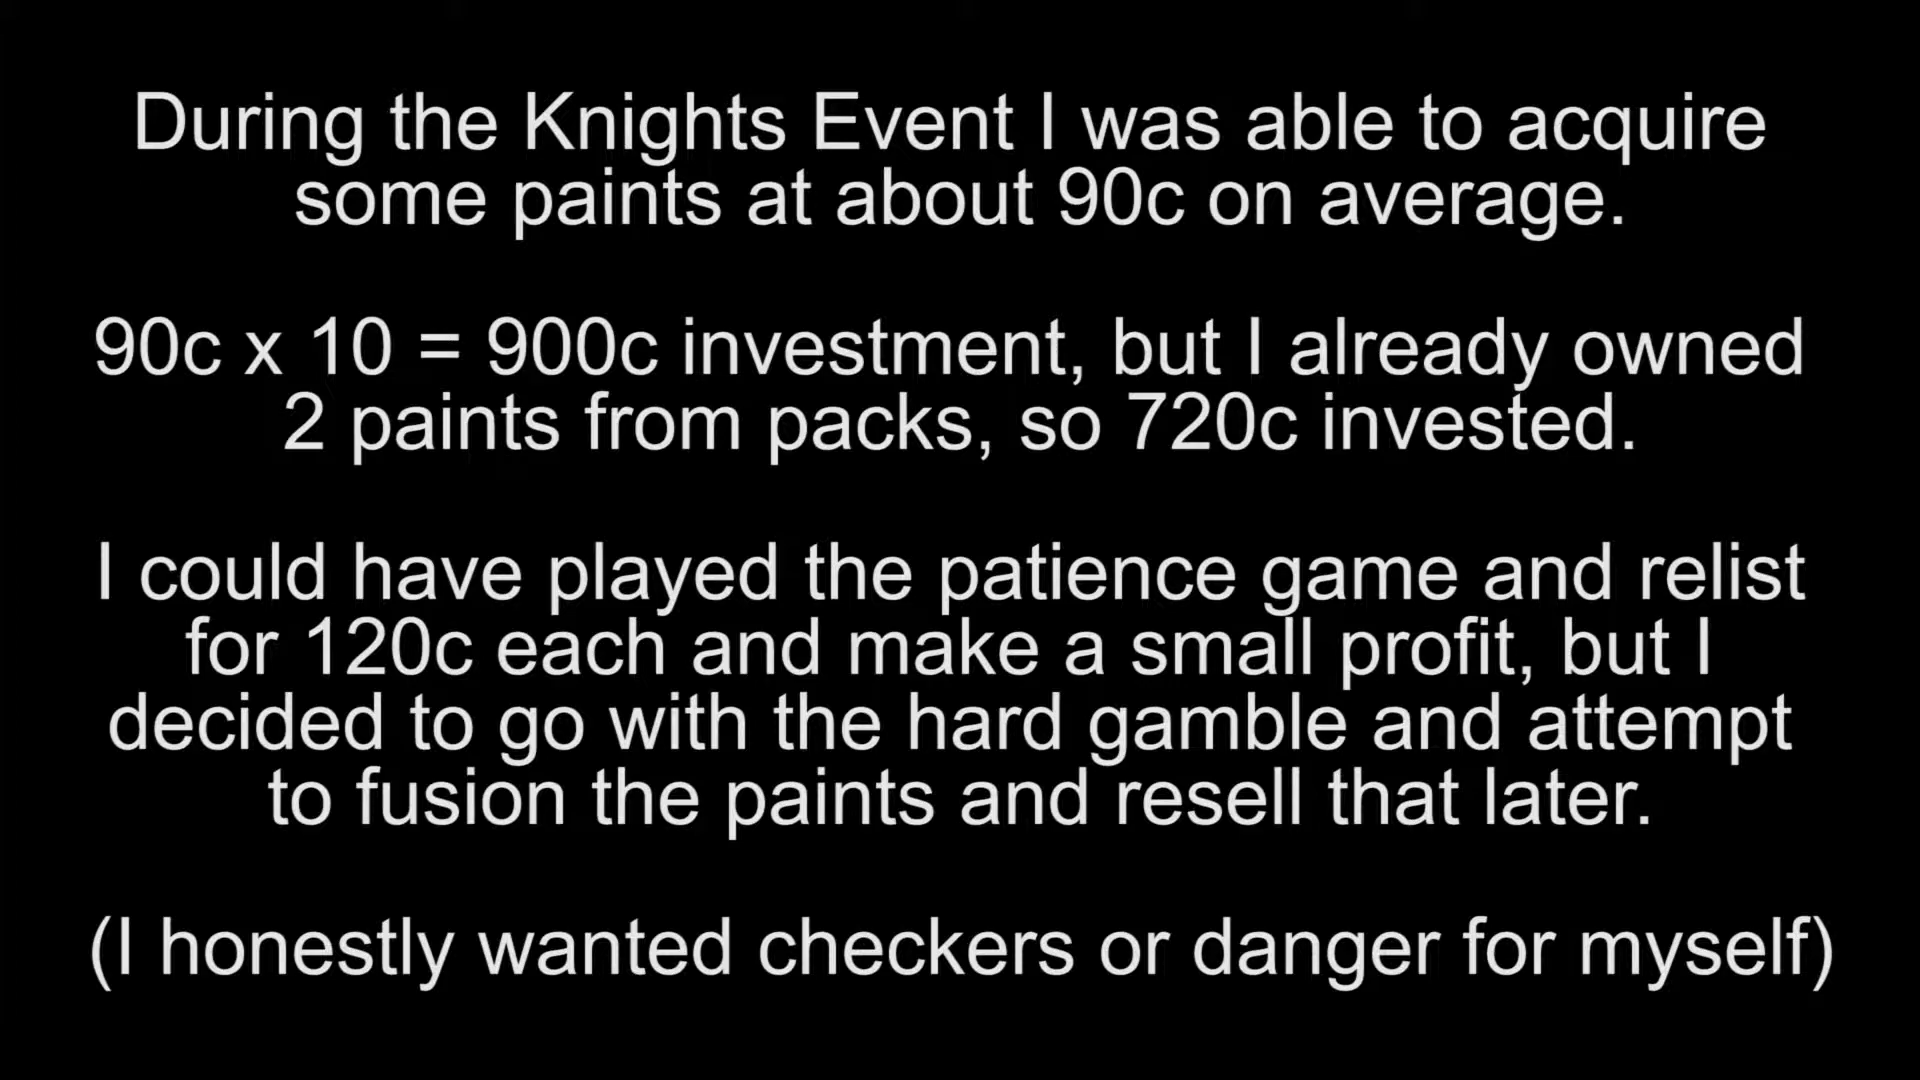 During the Knights Event I was able to acquire
some paints at about 90c on average.
90c x 10 = 900c investment, but I already owned
2 paints from packs, so 720c invested.
I could have played the patience game and relist
for 120c each and make a small profit, but I
decided to go with the hard gamble and attempt
to fusion the paints and resell that later.
(I honestly wanted checkers or danger for myself)